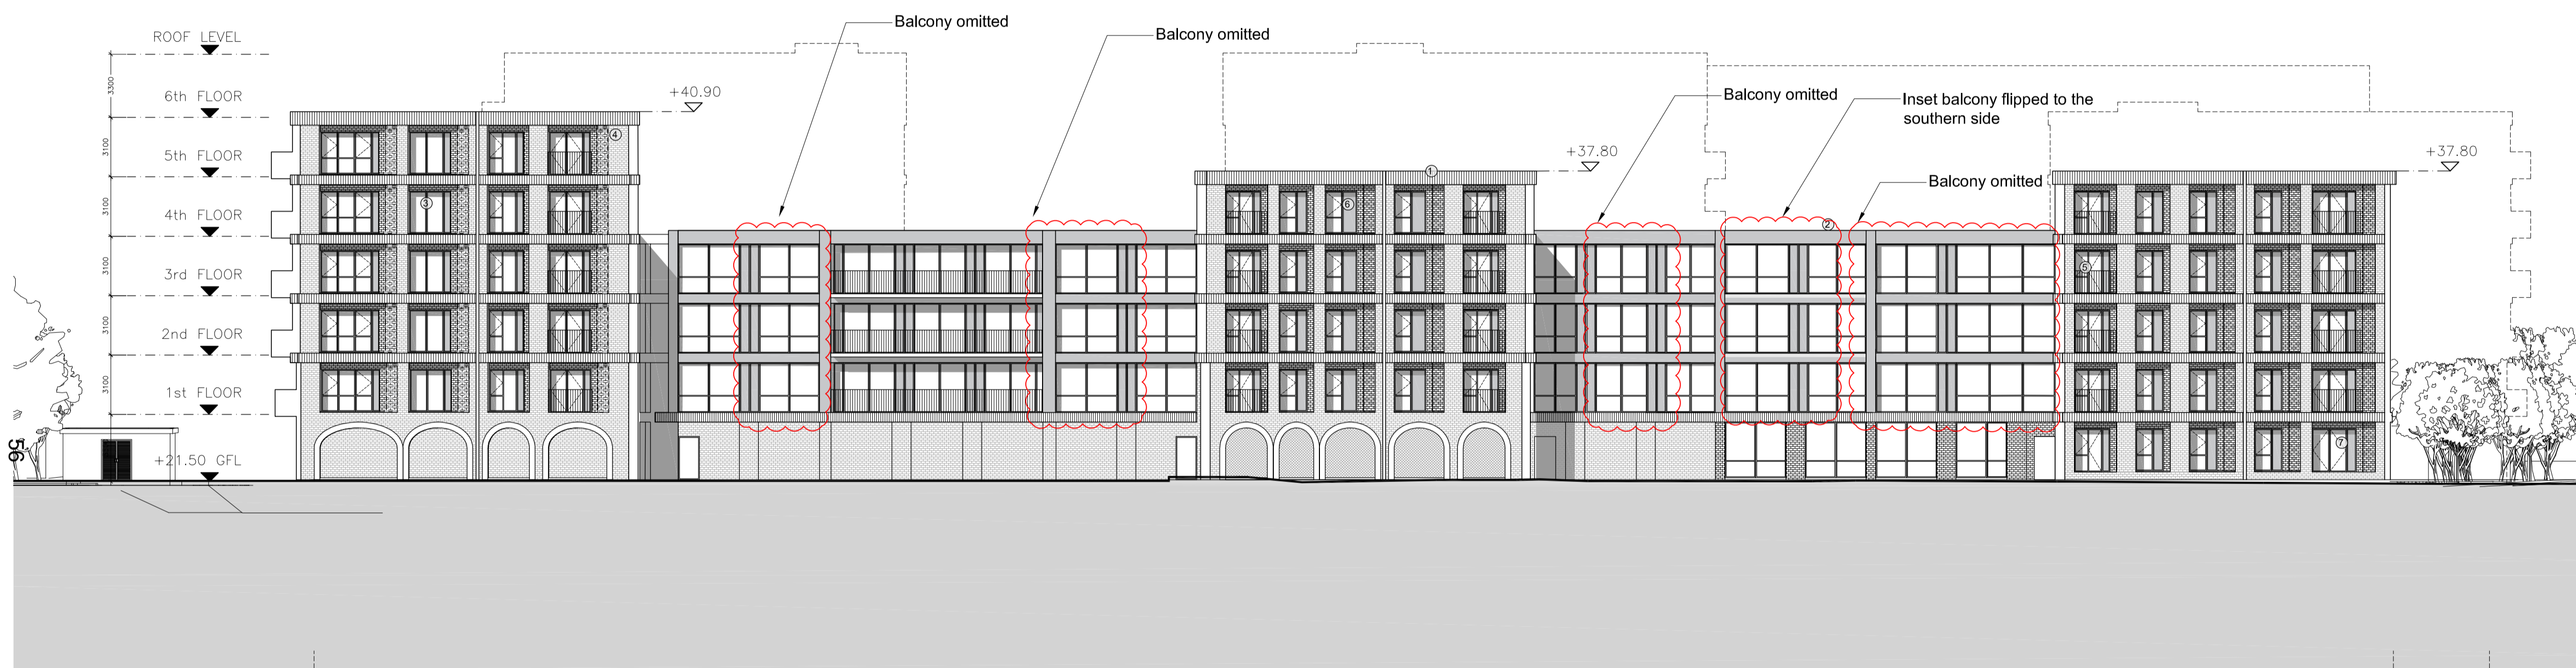 Balcony omitted
Balcony omitted
ROOF LEVEL
3300
6th FLOOR
+40.90
Balcony omitted
Inset balcony flipped to the
southern side
3100
5th FLOOR
4
+37.80
1
+37.80
Balcony omitted
3100
4th FLOOR
3
6
2
3100
3rd FLOOR
5
3100
2nd FLOOR
3100
1st FLOOR
56
+21.50 GFL
7